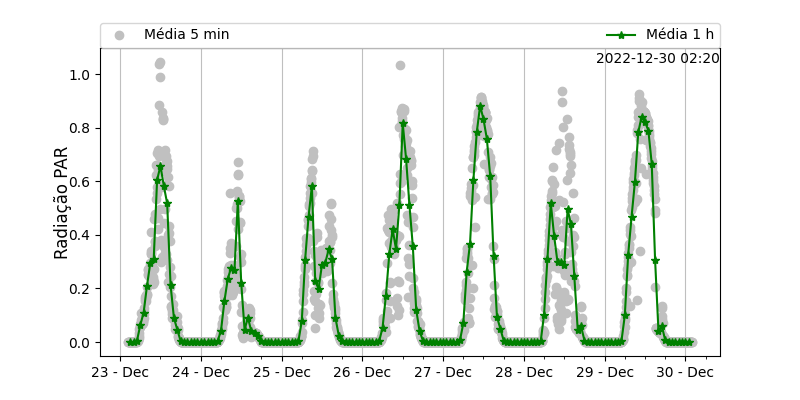 Média 5 min
Média 1 h
2022-12-30 02:20
Radiação PAR
1.0
0.8
0.6
0.4
0.2
0.0
23 - Dec
24 - Dec
25 - Dec
26 - Dec
27 - Dec
28 - Dec
29 - Dec
30 - Dec